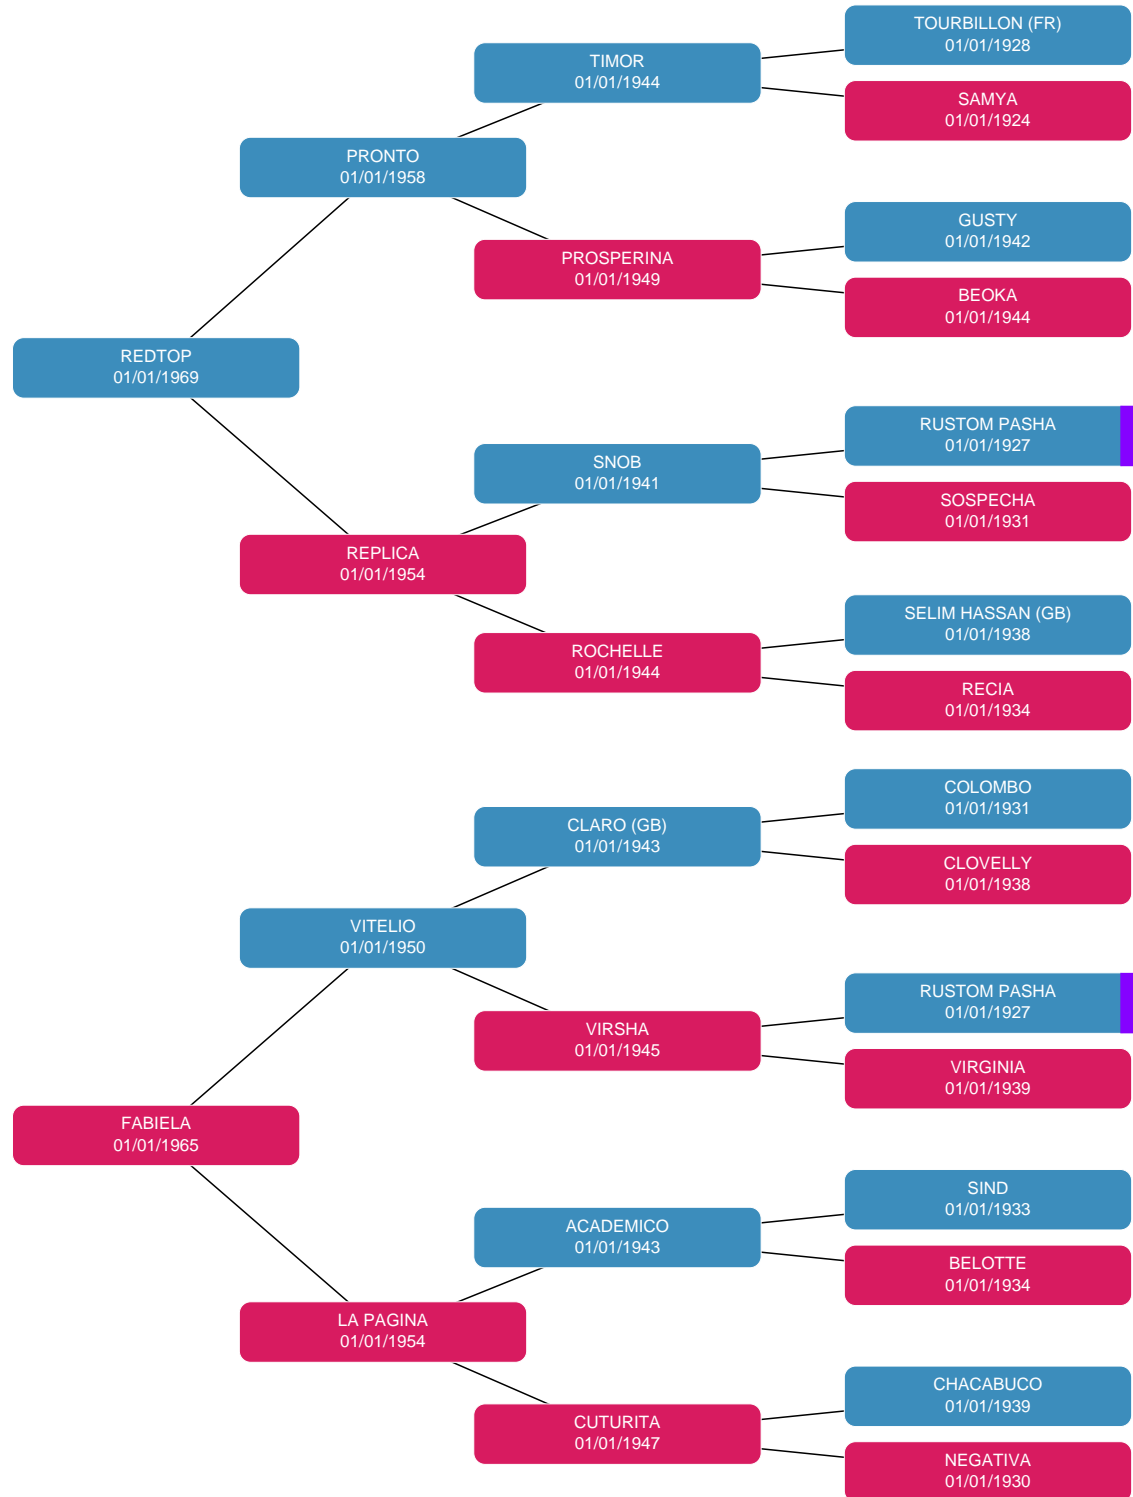 TOURBILLON (FR)
01/01/1928
TIMOR
01/01/1944
SAMYA
01/01/1924
PRONTO
01/01/1958
GUSTY
01/01/1942
PROSPERINA
01/01/1949
BEOKA
01/01/1944
REDTOP
01/01/1969
RUSTOM PASHA
01/01/1927
SNOB
01/01/1941
SOSPECHA
01/01/1931
REPLICA
01/01/1954
SELIM HASSAN (GB)
01/01/1938
ROCHELLE
01/01/1944
RECIA
01/01/1934
COLOMBO
01/01/1931
CLARO (GB)
01/01/1943
CLOVELLY
01/01/1938
VITELIO
01/01/1950
RUSTOM PASHA
01/01/1927
VIRSHA
01/01/1945
VIRGINIA
01/01/1939
FABIELA
01/01/1965
SIND
01/01/1933
ACADEMICO
01/01/1943
BELOTTE
01/01/1934
LA PAGINA
01/01/1954
CHACABUCO
01/01/1939
CUTURITA
01/01/1947
NEGATIVA
01/01/1930